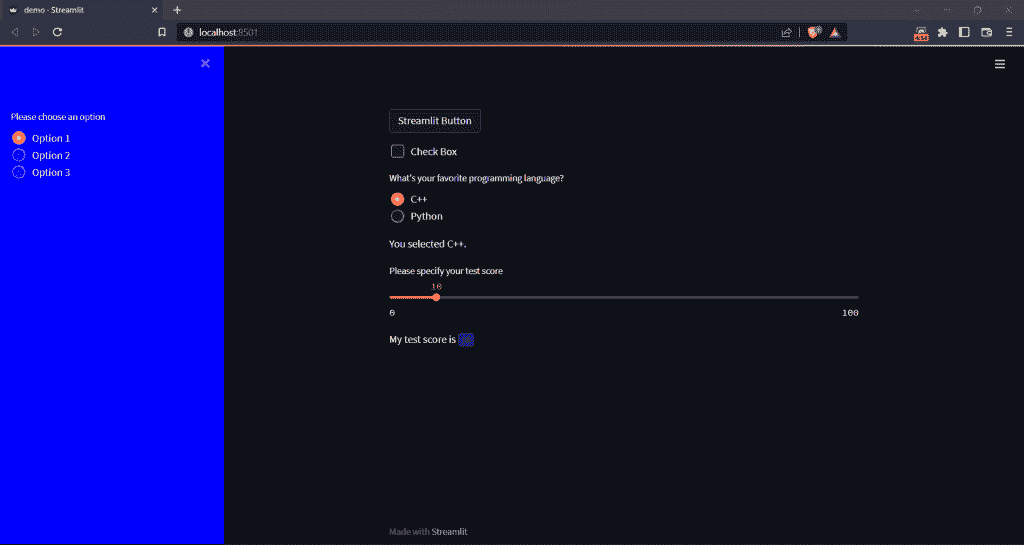 demo · Streamlit
localhost:8501
Please choose an option
Option 1
Option 2
Option 3
Streamlit Button
Check Box
What's your favorite programming language?
C++
Python
You selected C++.
Please specify your test score
10
0
100
My test score is
Made with Streamlit